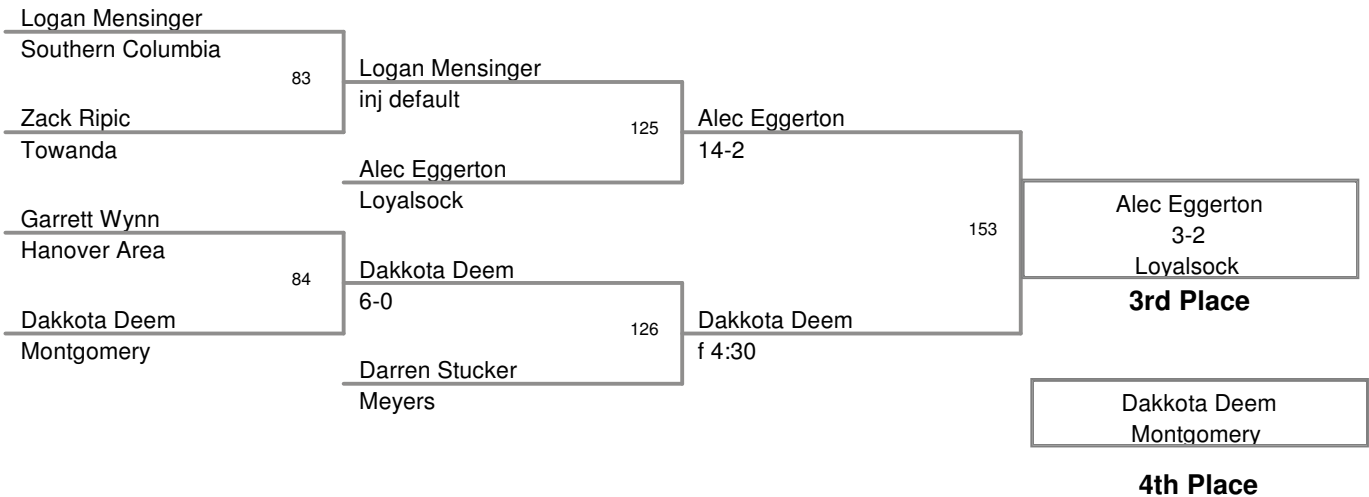 Logan Mensinger
Southern Columbia
83
Zack Ripic
Towanda
Garrett Wynn
Hanover Area
84
Dakkota Deem
Montgomery
Logan Mensinger
inj default
125
Alec Eggerton
Loyalsock
Dakkota Deem
6-0
126
Darren Stucker
Meyers
Alec Eggerton
14-2
153
Dakkota Deem
f 4:30
Alec Eggerton
3-2
Loyalsock
3rd Place
Dakkota Deem
Montgomery
4th Place